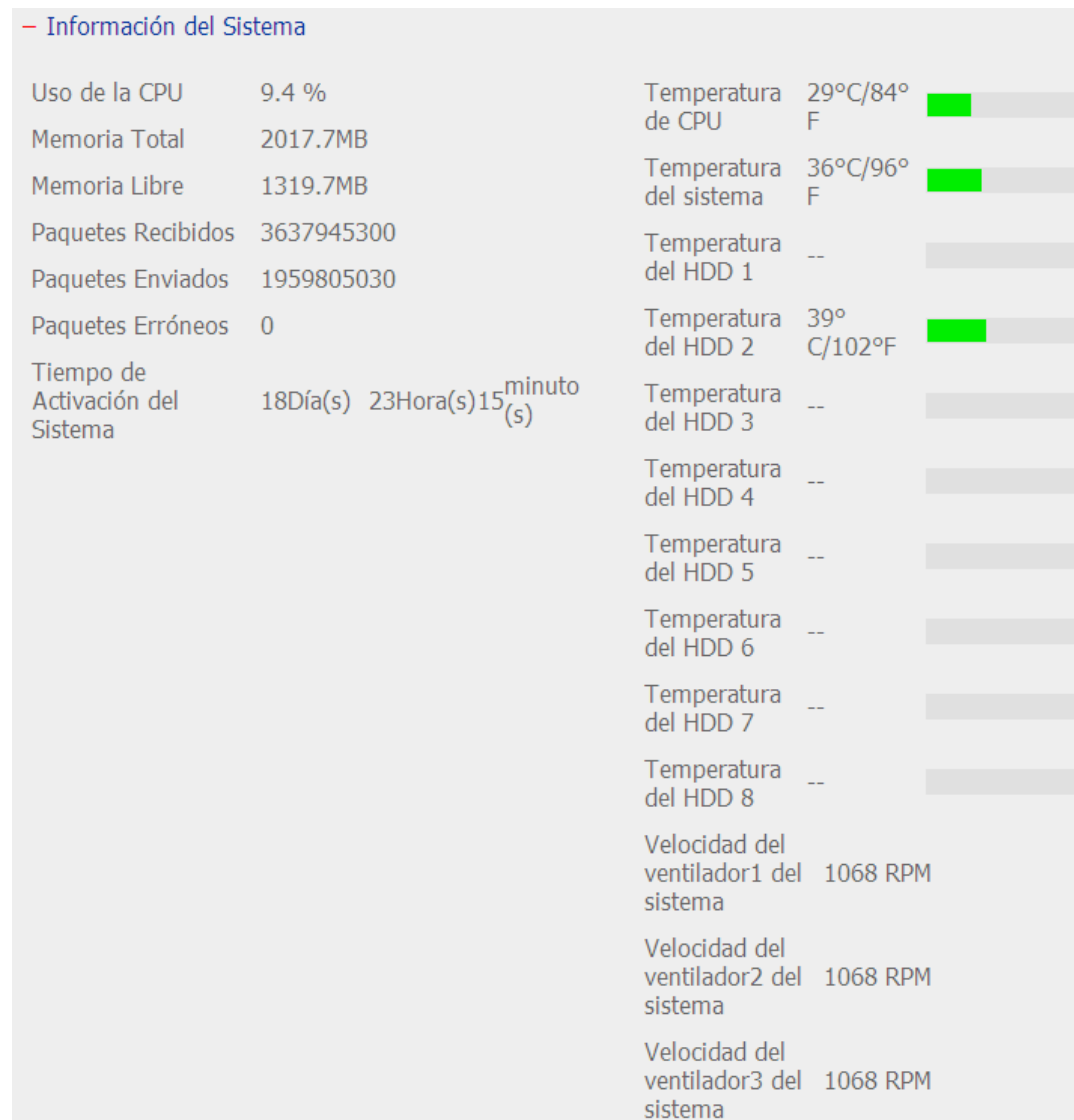 − Información del Sistema
Uso de la CPU 9.4 %
Memoria Total 2017.7MB
Memoria Libre 1319.7MB
Paquetes Recibidos 3637945300
Paquetes Enviados 1959805030
Paquetes Erróneos 0
Tiempo de
Activación del
Sistema
18Día(s) 23Hora(s)15
minuto
(s)
Temperatura
de CPU
29°C/84°
F
Temperatura
del sistema
36°C/96°
F
Temperatura
del HDD 1
--
Temperatura
del HDD 2
39°
C/102°F
Temperatura
del HDD 3
--
Temperatura
del HDD 4
--
Temperatura
del HDD 5
--
Temperatura
del HDD 6
--
Temperatura
del HDD 7
--
Temperatura
del HDD 8
--
Velocidad del
ventilador1 del
sistema
1068 RPM
Velocidad del
ventilador2 del
sistema
1068 RPM
Velocidad del
ventilador3 del
sistema
1068 RPM